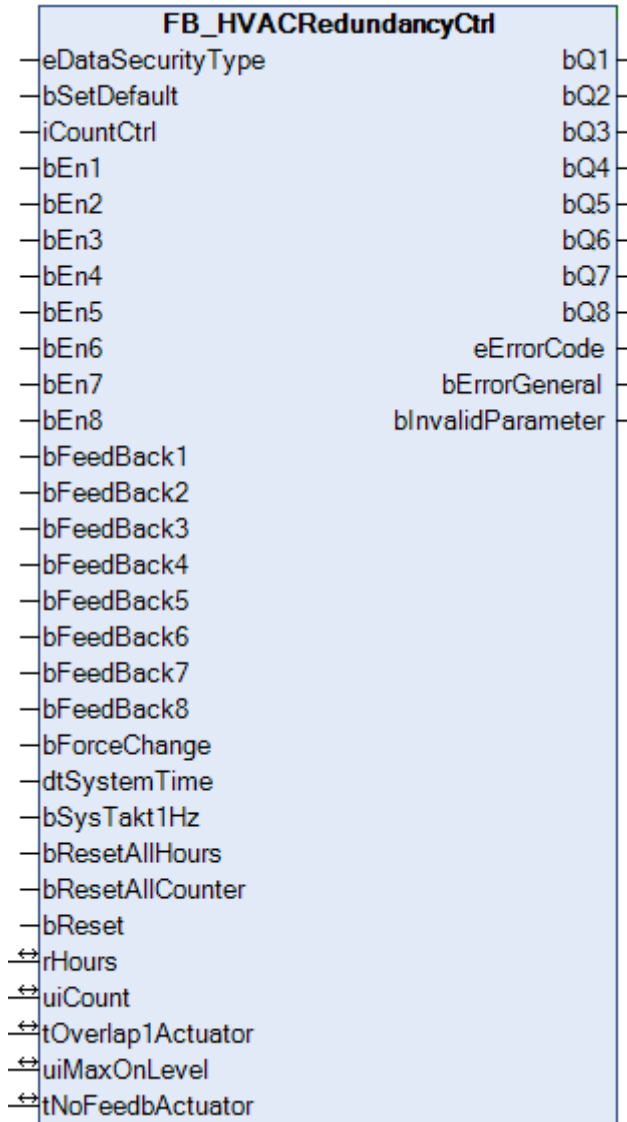 FB_HVACRedundancyCtrl
eDataSecurityType bQ1
bSetDefault bQ2
iCountCtrl bQ3
bEn1 bQ4
bEn2 bQ5
bEn3 bQ6
bEn4 bQ7
bEn5 bQ8
bEn6 eErrorCode
bEn7 bErrorGeneral
bEn8 bInvalidParameter
bFeedBack1
bFeedBack2
bFeedBack3
bFeedBack4
bFeedBack5
bFeedBack6
bFeedBack7
bFeedBack8
bForceChange
dtSystemTime
bSysTakt1Hz
bResetAllHours
bResetAllCounter
bReset
rHours
uiCount
tOverlap1Actuator
uiMaxOnLevel
tNoFeedbActuator